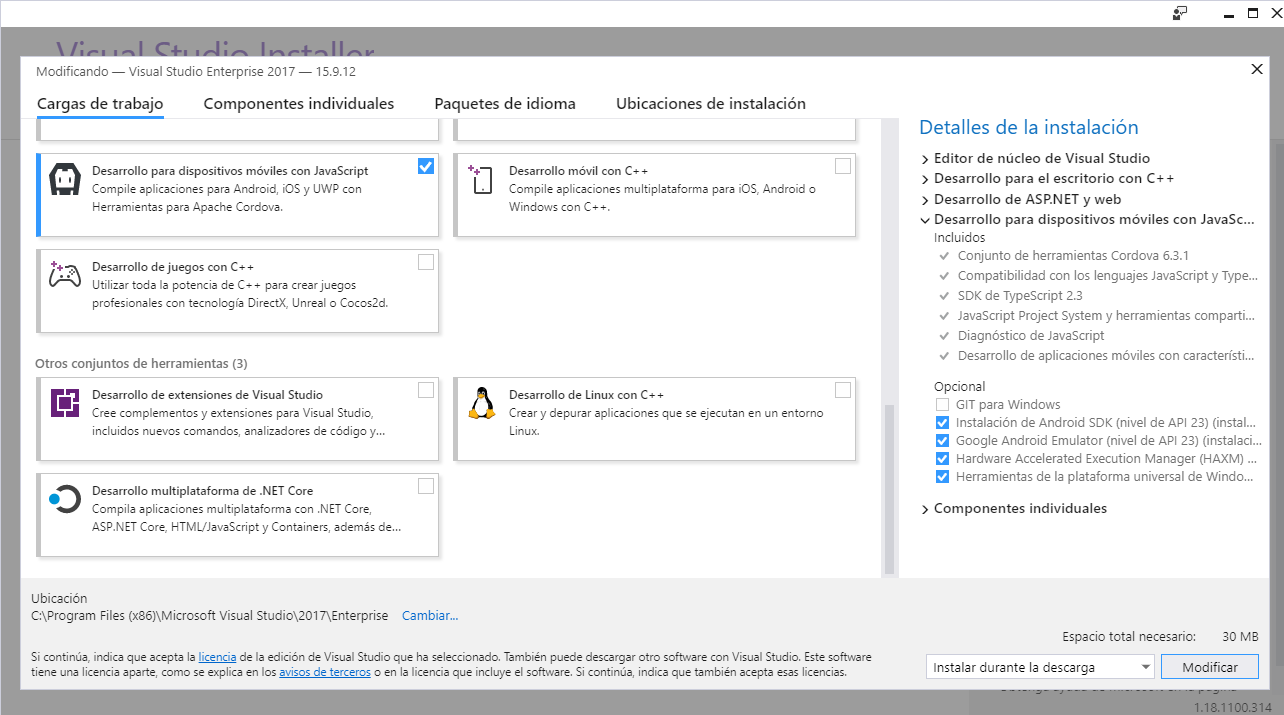 Visual Studio Installer
Modificando — Visual Studio Enterprise 2017 — 15.9.12
Cargas de trabajo
Componentes individuales
Paquetes de idioma
Ubicaciones de instalación
Desarrollo para dispositivos móviles con JavaScript
Compile aplicaciones para Android, iOS y UWP con
Herramientas para Apache Cordova.
Desarrollo móvil con C++
Compile aplicaciones multiplataforma para iOS, Android o
Windows con C++.
Desarrollo de juegos con C++
Utilizar toda la potencia de C++ para crear juegos
profesionales con tecnología DirectX, Unreal o Cocos2d.
Otros conjuntos de herramientas (3)
Desarrollo de extensiones de Visual Studio
Cree complementos y extensiones para Visual Studio,
incluidos nuevos comandos, analizadores de código y...
Desarrollo de Linux con C++
Crear y depurar aplicaciones que se ejecutan en un entorno
Linux.
Desarrollo multiplataforma de .NET Core
Compila aplicaciones multiplataforma con .NET Core,
ASP.NET Core, HTML/JavaScript y Containers, además de...
Detalles de la instalación
Editor de núcleo de Visual Studio
Desarrollo para el escritorio con C++
Desarrollo de ASP.NET y web
Desarrollo para dispositivos móviles con JavaSc...
Incluidos
Conjunto de herramientas Cordova 6.3.1
Compatibilidad con los lenguajes JavaScript y Type...
SDK de TypeScript 2.3
JavaScript Project System y herramientas comparti...
Diagnóstico de JavaScript
Desarrollo de aplicaciones móviles con característi...
Opcional
GIT para Windows
Instalación de Android SDK (nivel de API 23) (instal...
Google Android Emulator (nivel de API 23) (instalaci...
Hardware Accelerated Execution Manager (HAXM) ...
Herramientas de la plataforma universal de Windo...
Componentes individuales
Ubicación
C:\Program Files (x86)\Microsoft Visual Studio\2017\Enterprise
Cambiar...
Espacio total necesario: 30 MB
Si continúa, indica que acepta la licencia de la edición de Visual Studio que ha seleccionado. También puede descargar otro software con Visual Studio. Este software
tiene una licencia aparte, como se explica en los avisos de terceros o en la licencia que incluye el software. Si continúa, indica que también acepta esas licencias.
Instalar durante la descarga
Modificar
1.18.1100.314